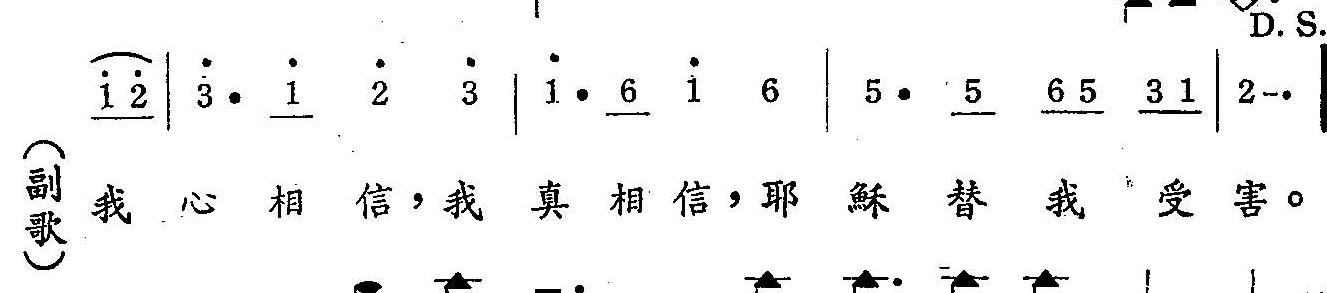 D. S.
1 2 | 3 . 1 2 3 | 1 . 6 1 6 | 5 . 5 6 5 3 1 | 2 - .
(副歌) 我心相信，我真相信，耶穌替我受害。